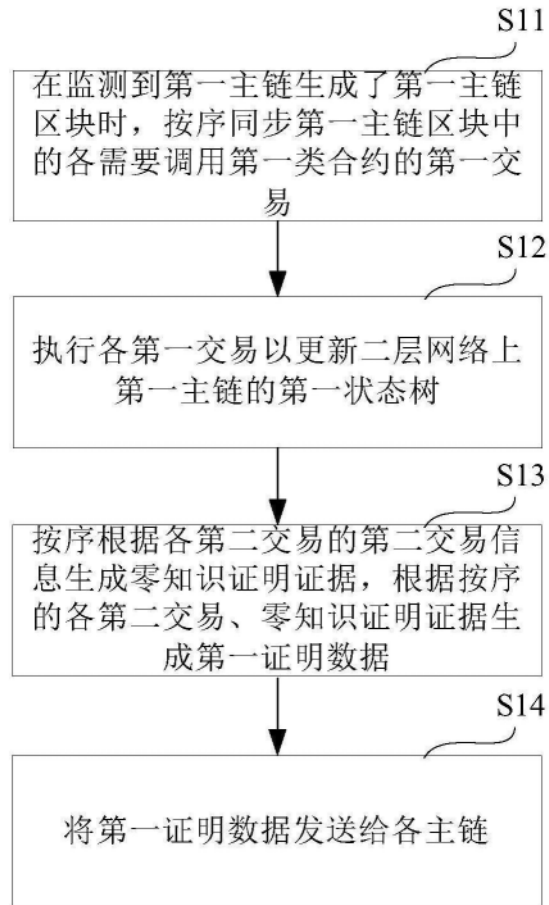 S11
在监测到第一主链生成了第一主链
区块时，按序同步第一主链区块中
的各需要调用第一类合约的第一交
易
S12
执行各第一交易以更新二层网络上
第一主链的第一状态树
S13
按序根据各第二交易的第二交易信
息生成零知识证明证据，根据按序
的各第二交易、零知识证明证据生
成第一证明数据
S14
将第一证明数据发送给各主链